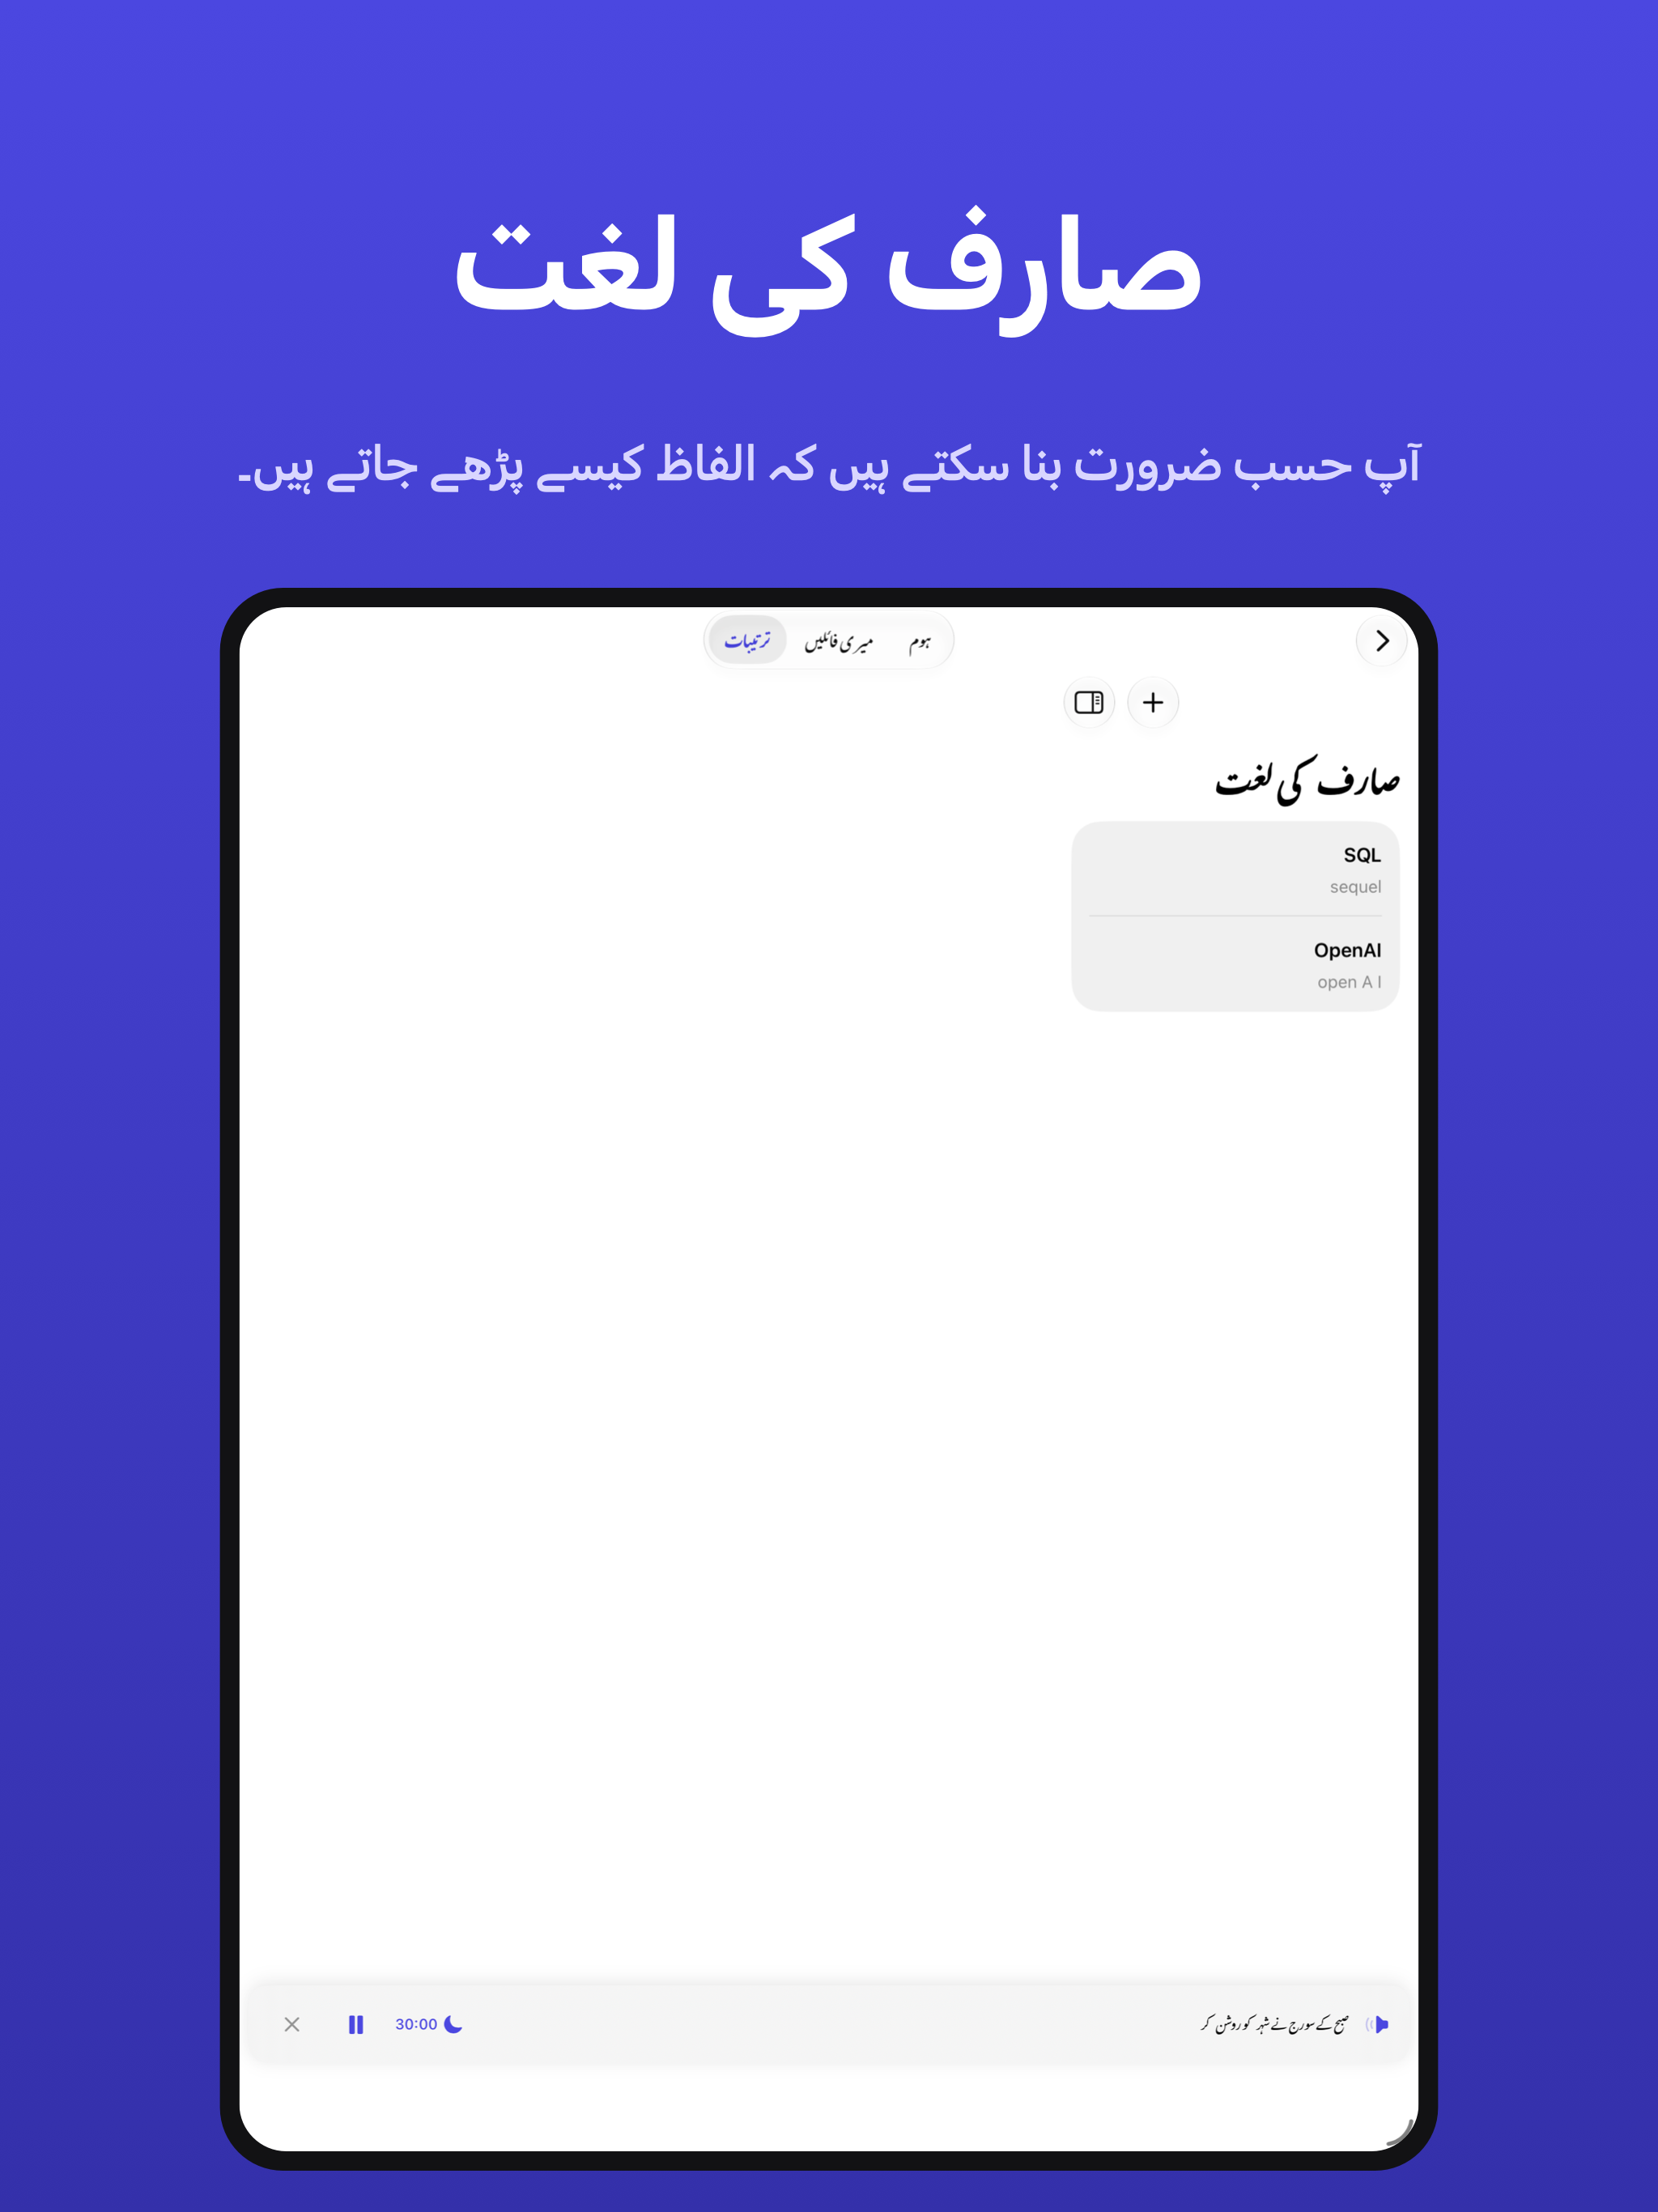 صارف کی لغت
آپ حسب ضرورت بنا سکتے ہیں کہ الفاظ کیسے پڑھے جاتے ہیں۔
ہوم
میری فائلیں
ترتیبات
صارف کی لغت
SQL
sequel
OpenAI
open A I
صبح کے سورج نے شہر کو روشن کر
30:00